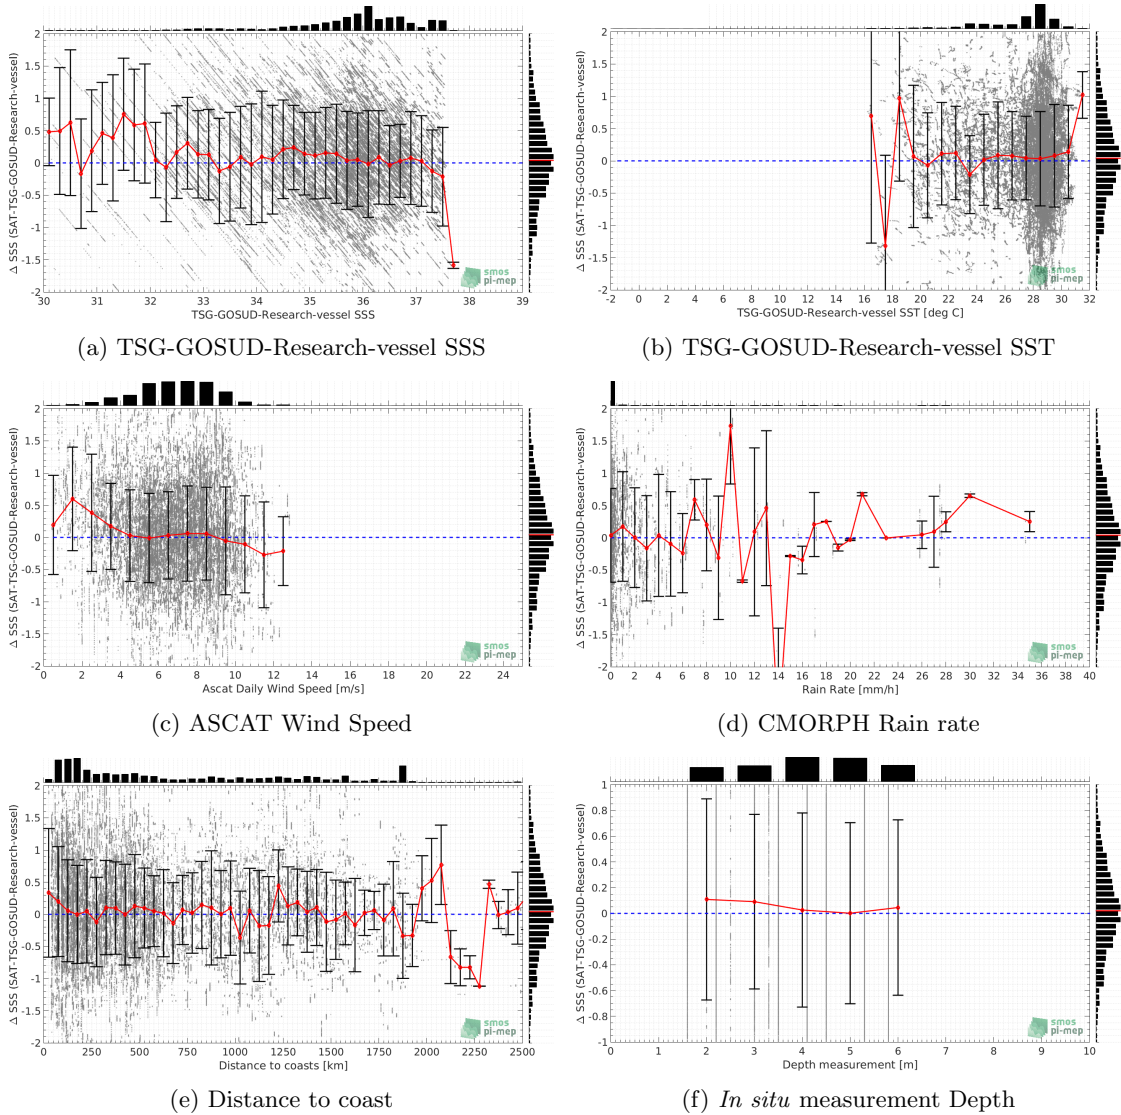 2
1.5
1
0.5
0
-0.5
-1
-1.5
-2
Δ SSS (SAT-TSG-GOSUD-Research-vessel)
30 31 32 33 34 35 36 37 38 39
TSG-GOSUD-Research-vessel SSS
smos
pi-mep
(a) TSG-GOSUD-Research-vessel SSS
2
1.5
1
0.5
0
-0.5
-1
-1.5
-2
Δ SSS (SAT-TSG-GOSUD-Research-vessel)
-2 0 2 4 6 8 10 12 14 16 18 20 22 24 26 28 30 32
TSG-GOSUD-Research-vessel SST [deg C]
smos
pi-mep
(b) TSG-GOSUD-Research-vessel SST
2
1.5
1
0.5
0
-0.5
-1
-1.5
-2
Δ SSS (SAT-TSG-GOSUD-Research-vessel)
0 2 4 6 8 10 12 14 16 18 20 22 24
Ascat Daily Wind Speed [m/s]
smos
pi-mep
(c) ASCAT Wind Speed
2
1.5
1
0.5
0
-0.5
-1
-1.5
-2
Δ SSS (SAT-TSG-GOSUD-Research-vessel)
0 2 4 6 8 10 12 14 16 18 20 22 24 26 28 30 32 34 36 38 40
Rain Rate [mm/h]
smos
pi-mep
(d) CMORPH Rain rate
2
1.5
1
0.5
0
-0.5
-1
-1.5
-2
Δ SSS (SAT-TSG-GOSUD-Research-vessel)
0 250 500 750 1000 1250 1500 1750 2000 2250 2500
Distance to coasts [km]
smos
pi-mep
(e) Distance to coast
1
0.8
0.6
0.4
0.2
0
-0.2
-0.4
-0.6
-0.8
-1
Δ SSS (SAT-TSG-GOSUD-Research-vessel)
0 1 2 3 4 5 6 7 8 9 10
Depth measurement [m]
smos
pi-mep
(f) In situ measurement Depth